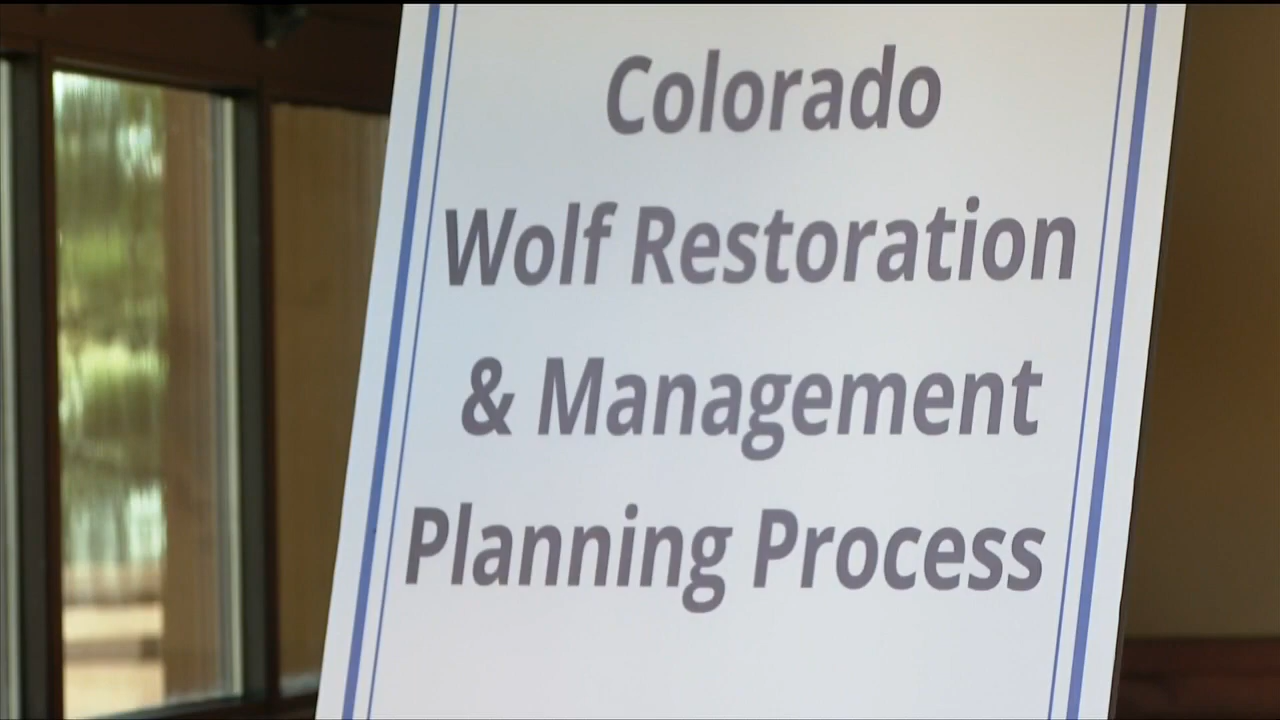 Colorado
Wolf Restoration
& Management
Planning Process